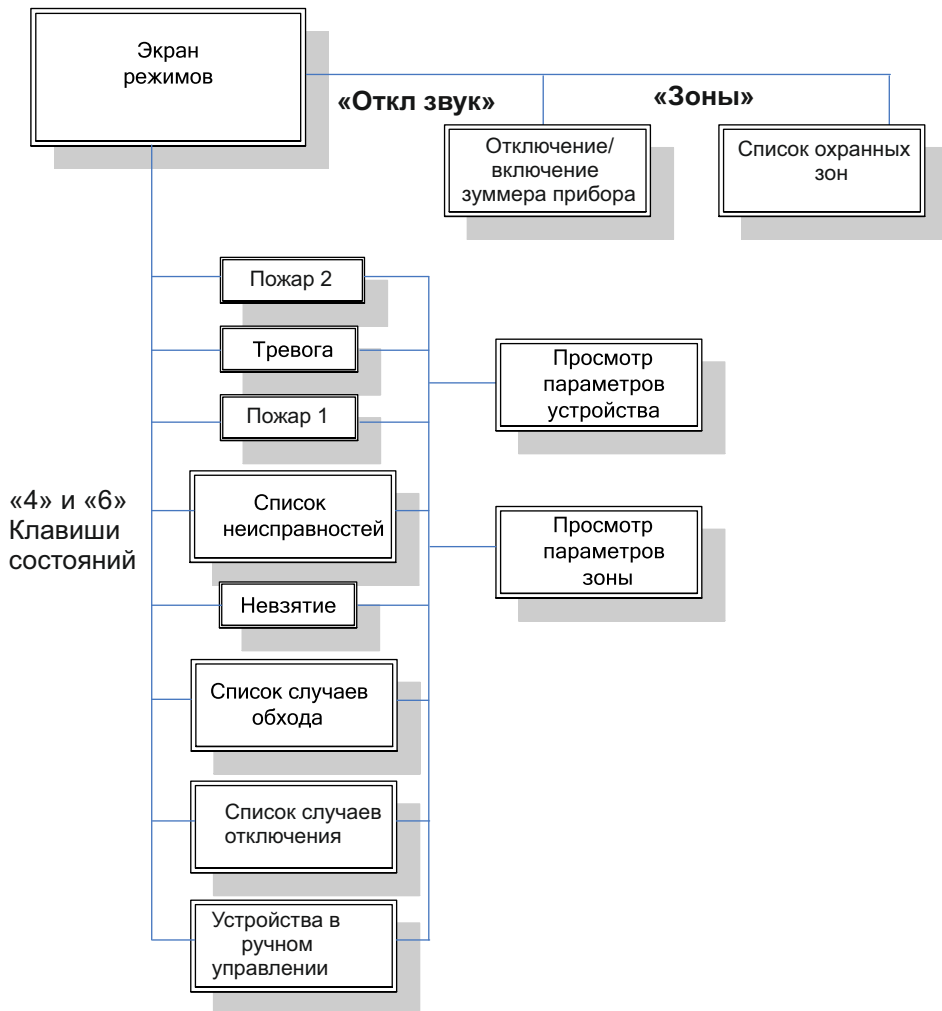 Экран
режимов
«Откл звук»
«Зоны»
Отключение/
включение
зуммера прибора
Список охранных
зон
Пожар 2
Тревога
Пожар 1
«4» и «6»
Клавиши
состояний
Список
неисправностей
Невзятие
Список случаев
обхода
Список случаев
отключения
Устройства в
ручном
управлении
Просмотр
параметров
устройства
Просмотр
параметров
зоны